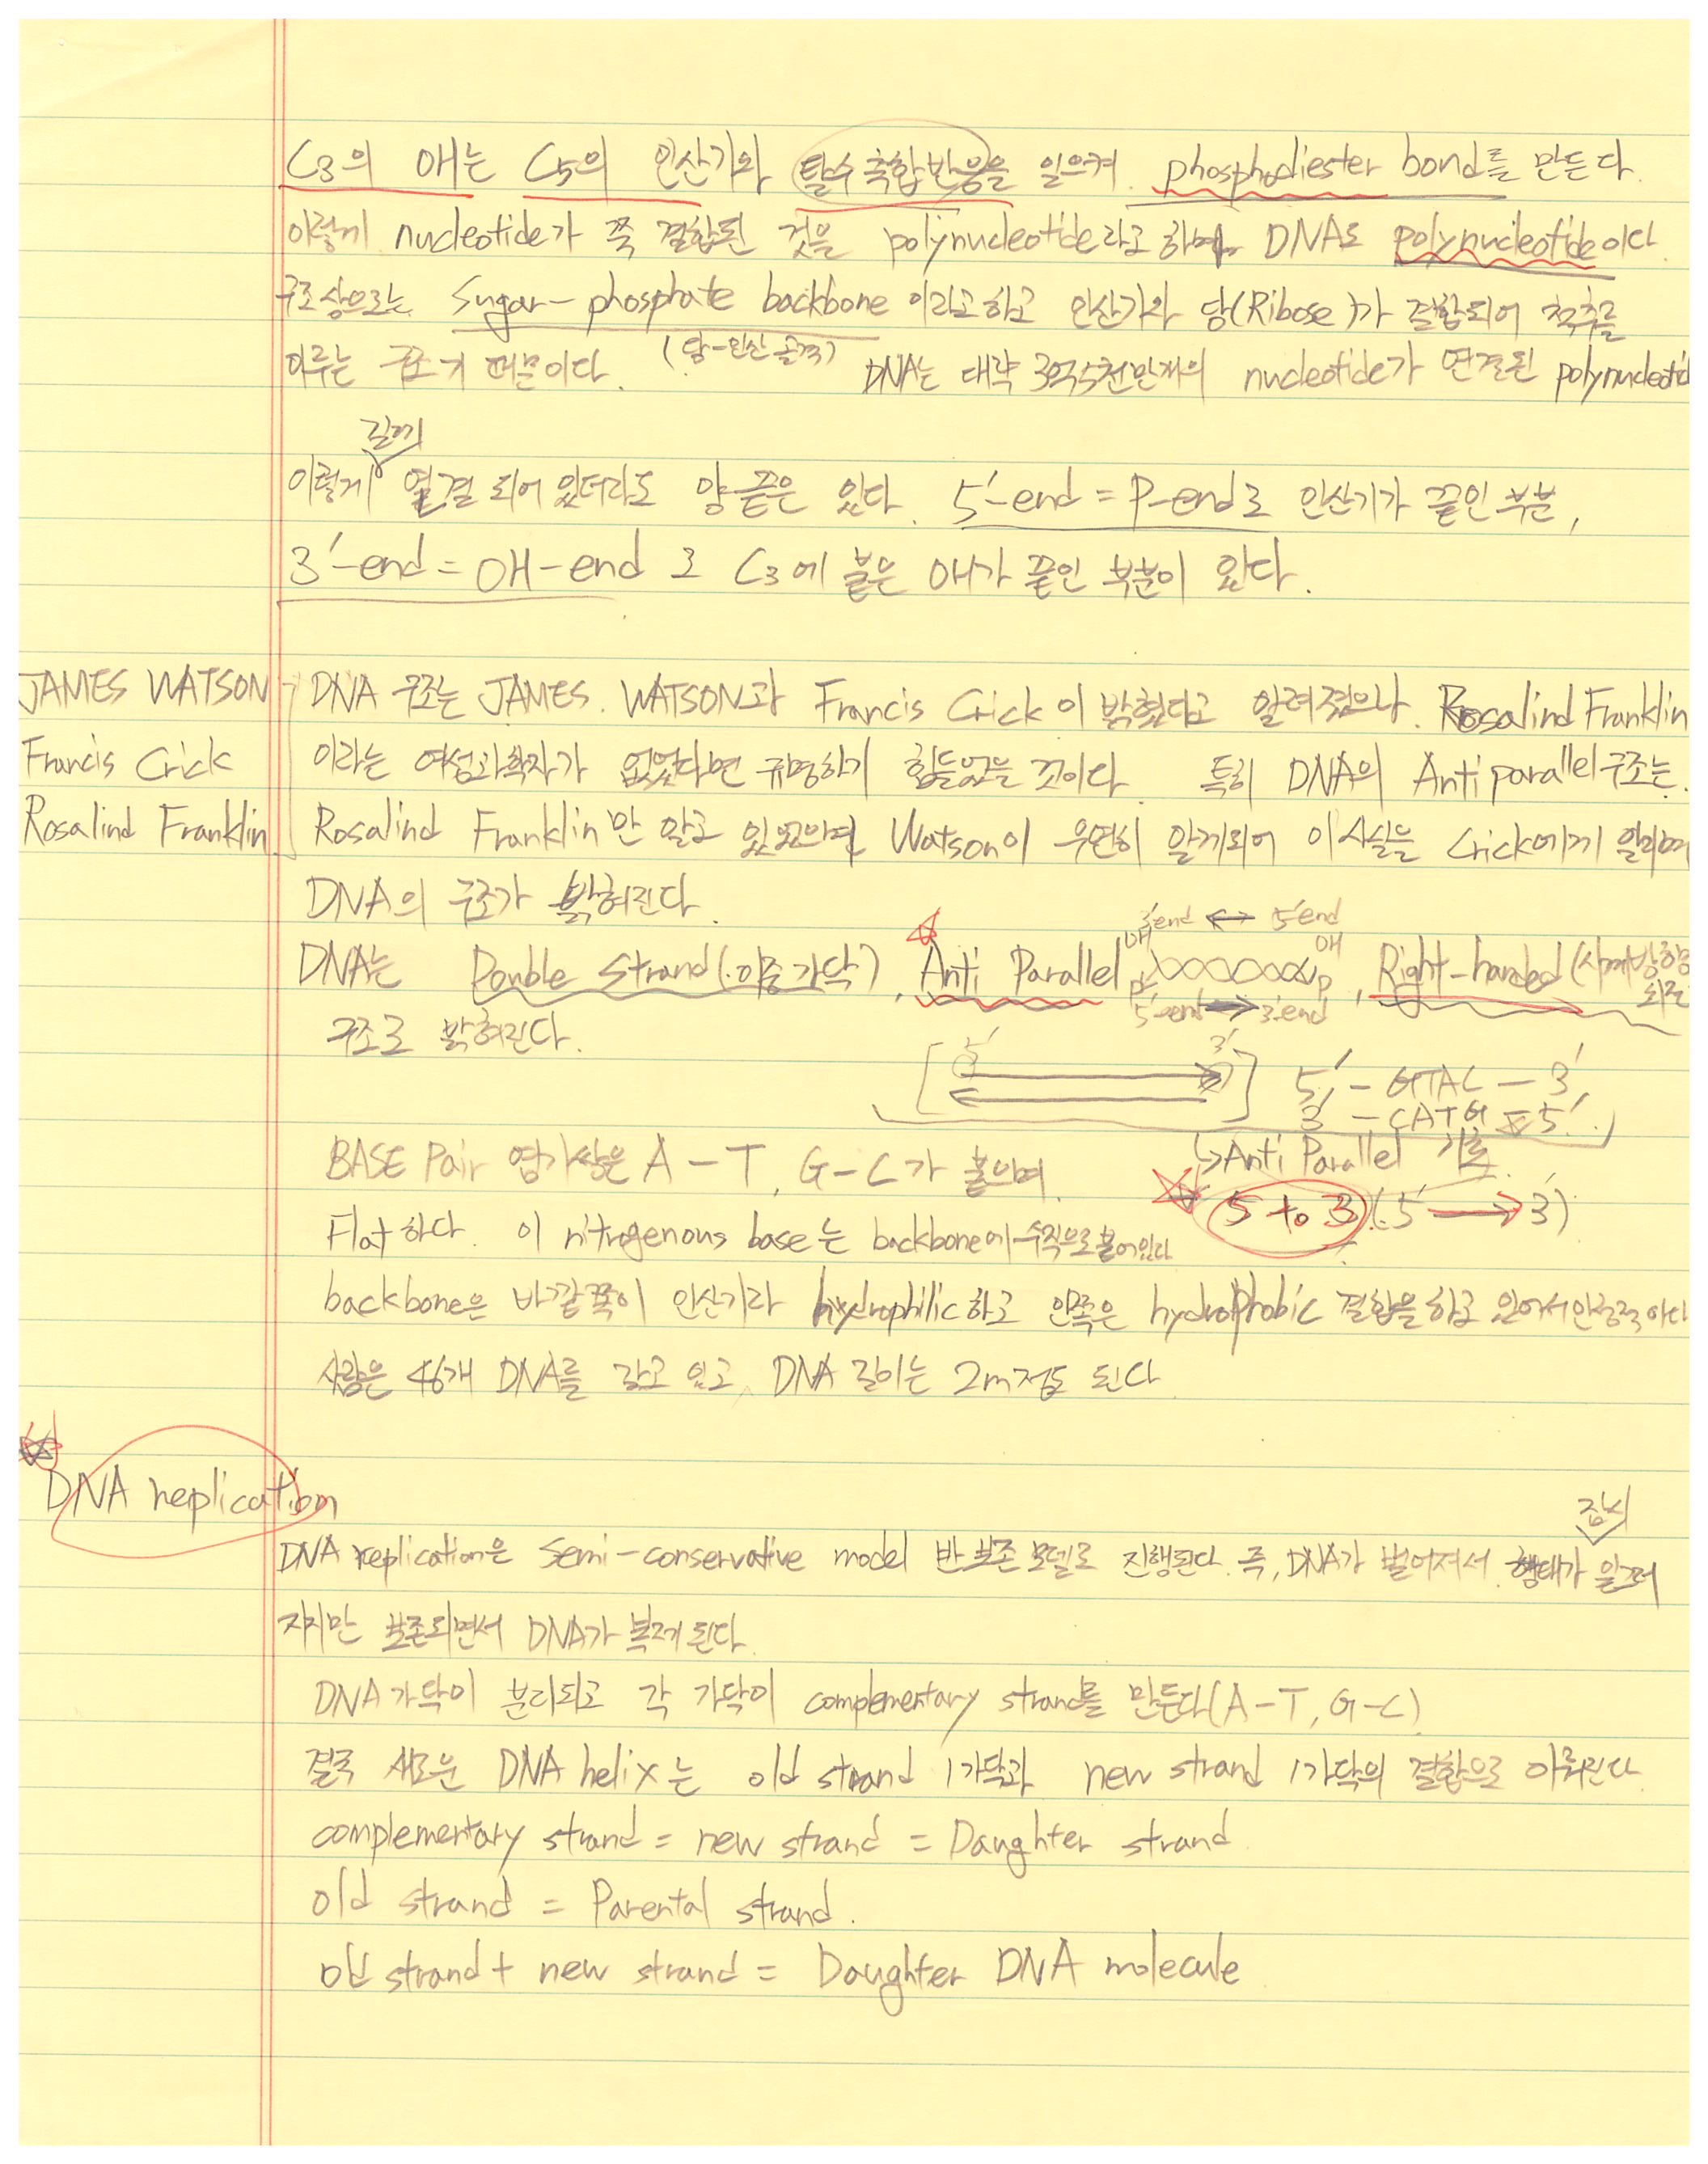 C3의 OH는 C5의 인산기와 탈수축합반응을 일으켜 phosphodiester bond를 만든다.
이렇게 nucleotide가 쭉 결합된 것을 polynucleotide라고 하며, DNA도 polynucleotide이다.
구조상으로는 Sugar-phosphate backbone 이라고하고 인산기와 당(Ribose)가 결합되어 척추를
이루는 구조기 때문이다. (당-인산 골격) DNA는 대략 3억5천만개의 nucleotide가 연결된 polynucleotid
길게
이렇게 연결 되어 있더라도 양 끝은 있다. 5'-end = P-end로 인산기가 끝인 부분,
3'-end = OH-end 로 C3에 붙은 OH가 끝인 부분이 있다.
JAMES WATSON
Francis Crick
Rosalind Franklin
DNA 구조는 JAMES. WATSON과 Francis Crick 이 밝혔다고 알려졌으나. Rosalind Franklin
이라는 여성과학자가 없었다면 규명하기 힘들었을 것이다. 특히 DNA의 Anti parallel 구조는.
Rosalind Franklin 만 알고 있었으며 Watson이 우연히 알게되어 이 사실을 Crick에게 알리며
DNA의 구조가 밝혀진다.
3'end ↔ 5'end
OH OH
DNA는 Double Strand(이중가닥), Anti Parallel P P, Right-handed (시계방향 회전
5'end ↔ 3'end
구조로 밝혀진다.
5' 3'
5' - GTAC - 3'
3' - CATG - 5'
↳Anti Parallel 기호
BASE Pair 염기쌍은 A - T, G-C가 붙으며,
5 to 3 (5' → 3')
Flat 하다. 이 nitrogenous base는 backbone에 수직으로 붙어있다
backbone은 바깥쪽이 인산기라 hydrophilic하고 안쪽은 hydrophobic 결합을 하고 있어서 안정적이다
사람은 46개 DNA를 갖고 있고, DNA 길이는 2m정도 된다
DNA replication
잠시
DNA replication은 Semi-conservative model 반보존 모델로 진행된다. 즉, DNA가 벌어져서 형태가 일그러
지지만 보존되면서 DNA가 복제된다.
DNA 가닥이 분리되고 각 가닥이 complementary strand를 만든다(A-T, G-C)
결국 새로운 DNA helix는 old strand 1가닥과 new strand 1가닥의 결합으로 이뤄진다
complementary strand = new strand = Daughter strand
old strand = Parental strand.
old strand + new strand = Daughter DNA molecule